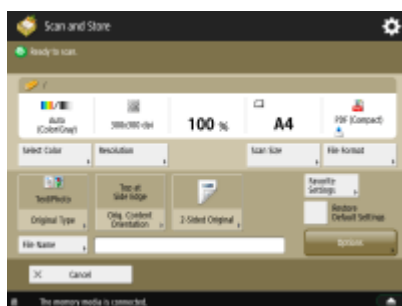 Scan and Store
Ready to scan.
/
Auto
(Color/Gray)
300x300 dpi
100 %
A4
PDF (Compact)
Select Color
Resolution
Scan Size
File Format
Text/Photo
Original Type
Top at
Side Edge
Orig. Content
Orientation
2-Sided Original
Favorite
Settings
Restore
Default Settings
File Name
Options
Cancel
The memory media is connected.